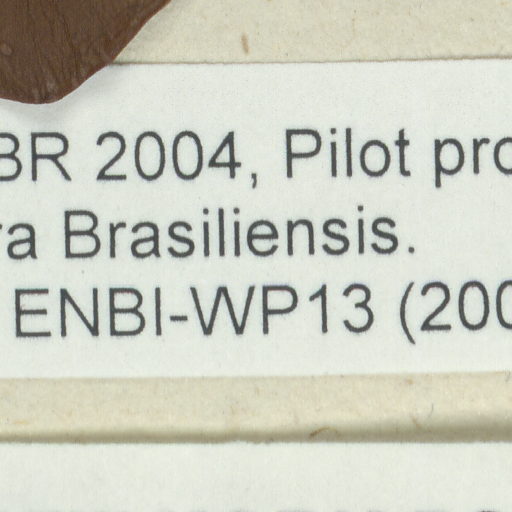 BR 2004, Pilot pro
ra Brasiliensis.
ENBI-WP13 (200